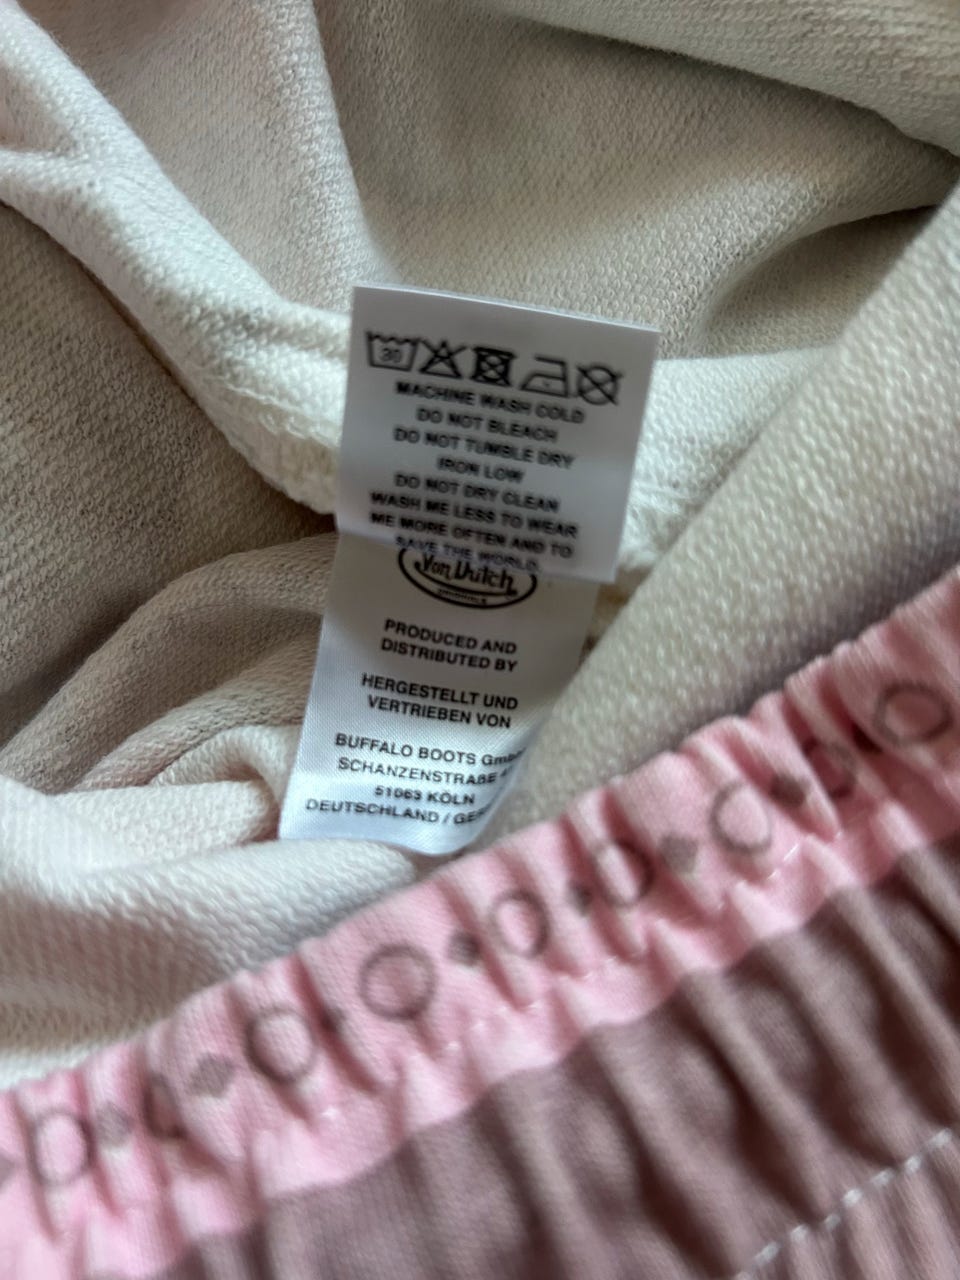 30
MACHINE WASH COLD
DO NOT BLEACH
DO NOT TUMBLE DRY
IRON LOW
DO NOT DRY CLEAN
WASH ME LESS TO WEAR
ME MORE OFTEN AND TO
SAVE THE WORLD.
Von Dutch
ORIGINALS
PRODUCED AND
DISTRIBUTED BY
HERGESTELLT UND
VERTRIEBEN VON
BUFFALO BOOTS
SCHANZENSTRAßE
51063 KÖLN
DEUTSCHLAND /